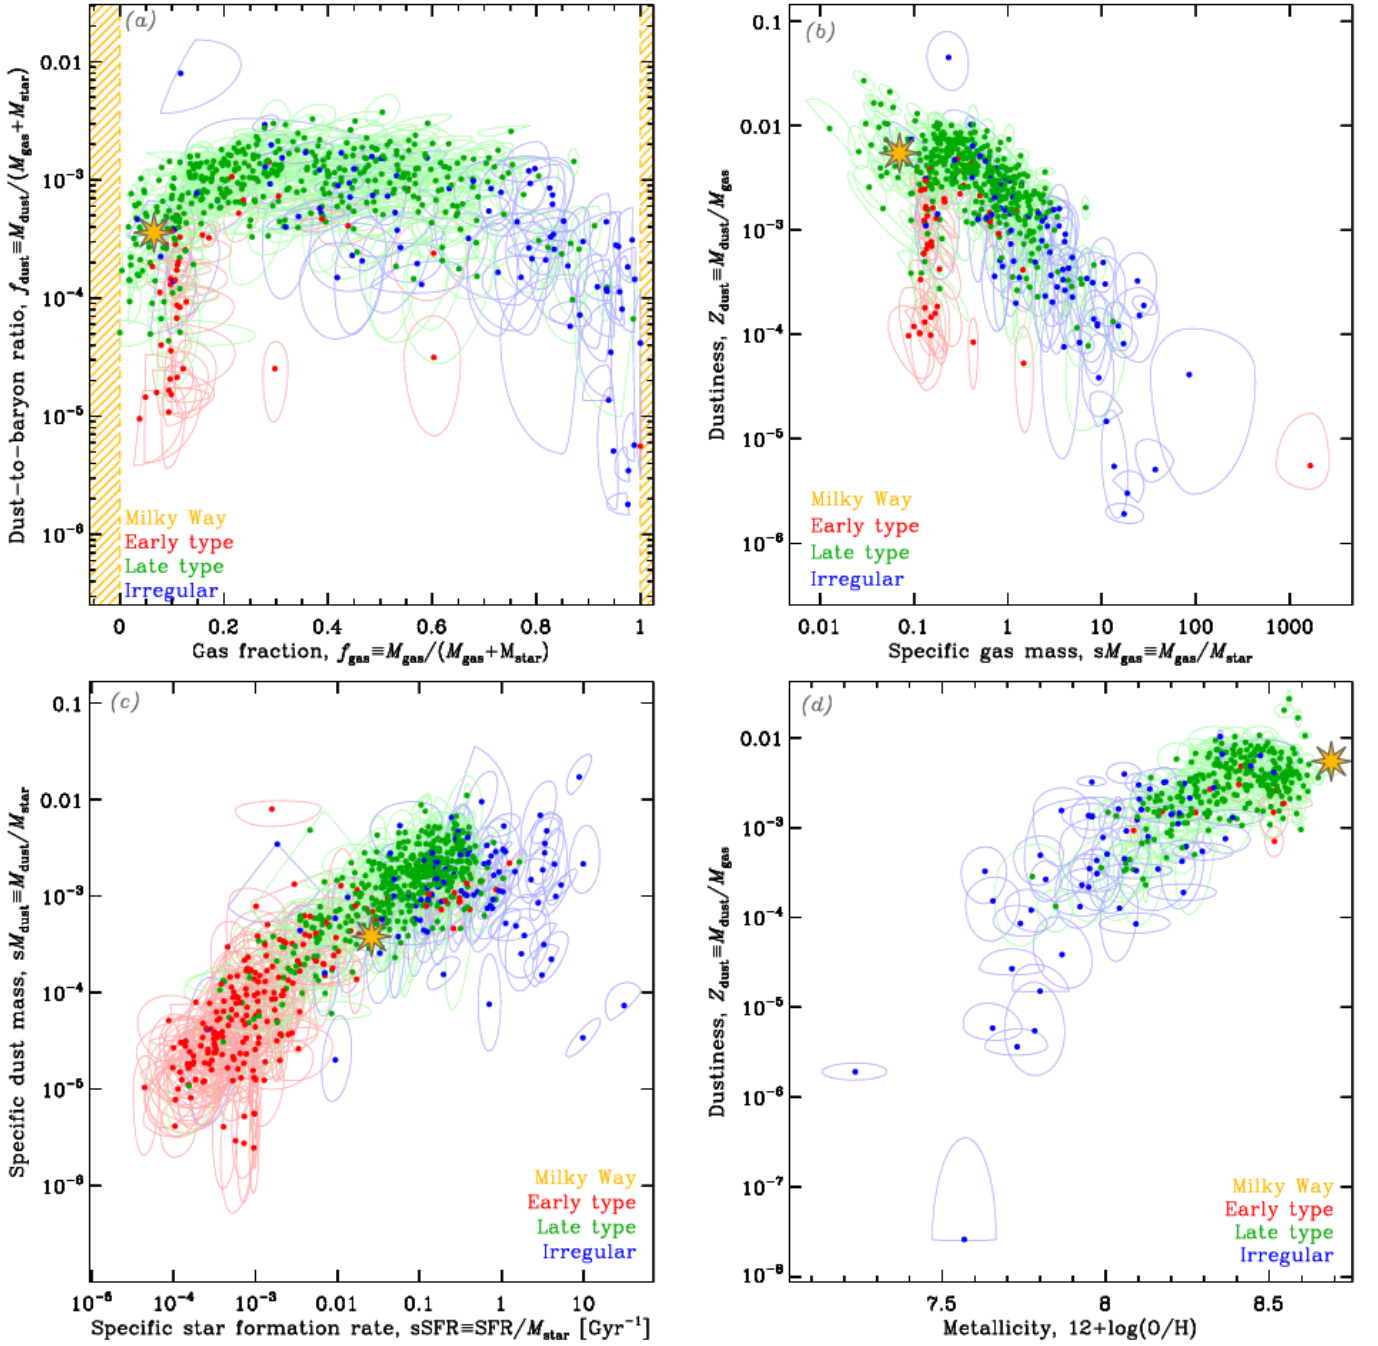 (a)
0.01
10⁻³
10⁻⁴
10⁻⁵
10⁻⁶
Dust−to−baryon ratio, f_dust≡M_dust/(M_gas+M_star)
Milky Way
Early type
Late type
Irregular
0 0.2 0.4 0.6 0.8 1
Gas fraction, f_gas≡M_gas/(M_gas+M_star)
(b)
0.1
0.01
10⁻³
10⁻⁴
10⁻⁵
10⁻⁶
Dustiness, Z_dust≡M_dust/M_gas
Milky Way
Early type
Late type
Irregular
0.01 0.1 1 10 100 1000
Specific gas mass, sM_gas≡M_gas/M_star
(c)
0.1
0.01
10⁻³
10⁻⁴
10⁻⁵
10⁻⁶
Specific dust mass, sM_dust≡M_dust/M_star
Milky Way
Early type
Late type
Irregular
10⁻⁵ 10⁻⁴ 10⁻³ 0.01 0.1 1 10
Specific star formation rate, sSFR≡SFR/M_star [Gyr⁻¹]
(d)
0.01
10⁻³
10⁻⁴
10⁻⁵
10⁻⁶
10⁻⁷
10⁻⁸
Dustiness, Z_dust≡M_dust/M_gas
Milky Way
Early type
Late type
Irregular
7.5 8 8.5
Metallicity, 12+log(O/H)